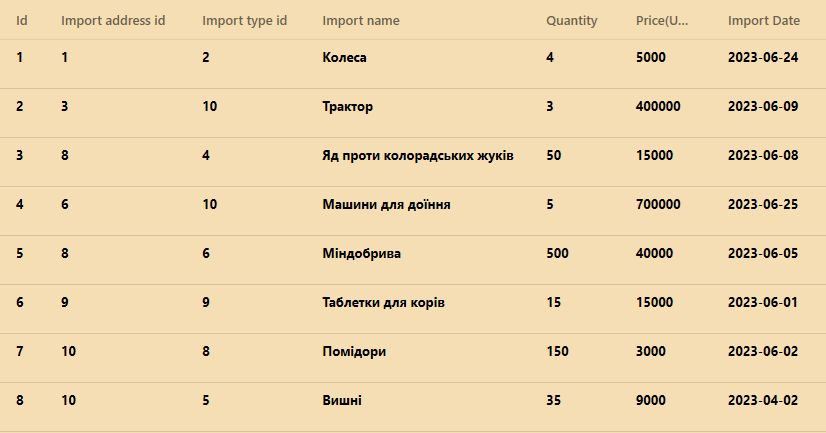 Id Import address id Import type id Import name Quantity Price(U... Import Date
1 1 2 Колеса 4 5000 2023-06-24
2 3 10 Трактор 3 400000 2023-06-09
3 8 4 Яд проти колорадських жуків 50 15000 2023-06-08
4 6 10 Машини для доїння 5 700000 2023-06-25
5 8 6 Міндобрива 500 40000 2023-06-05
6 9 9 Таблетки для корів 15 15000 2023-06-01
7 10 8 Помідори 150 3000 2023-06-02
8 10 5 Вишні 35 9000 2023-04-02